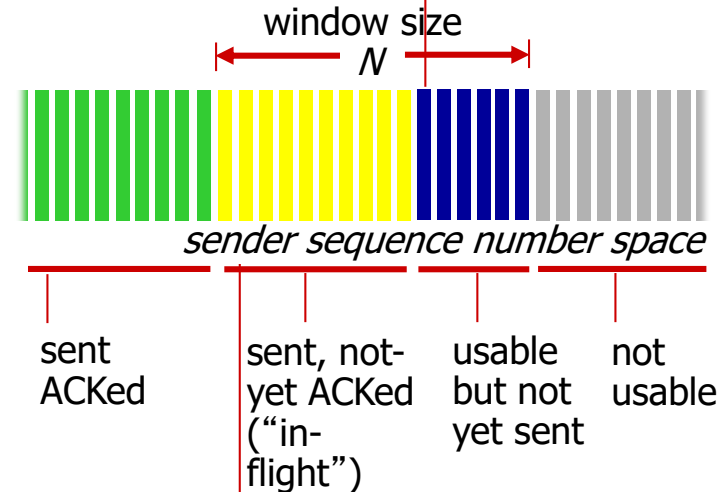 window size
N
sender sequence number space
sent
ACKed
sent, not-
yet ACKed
(“in-
flight”)
usable
but not
yet sent
not
usable